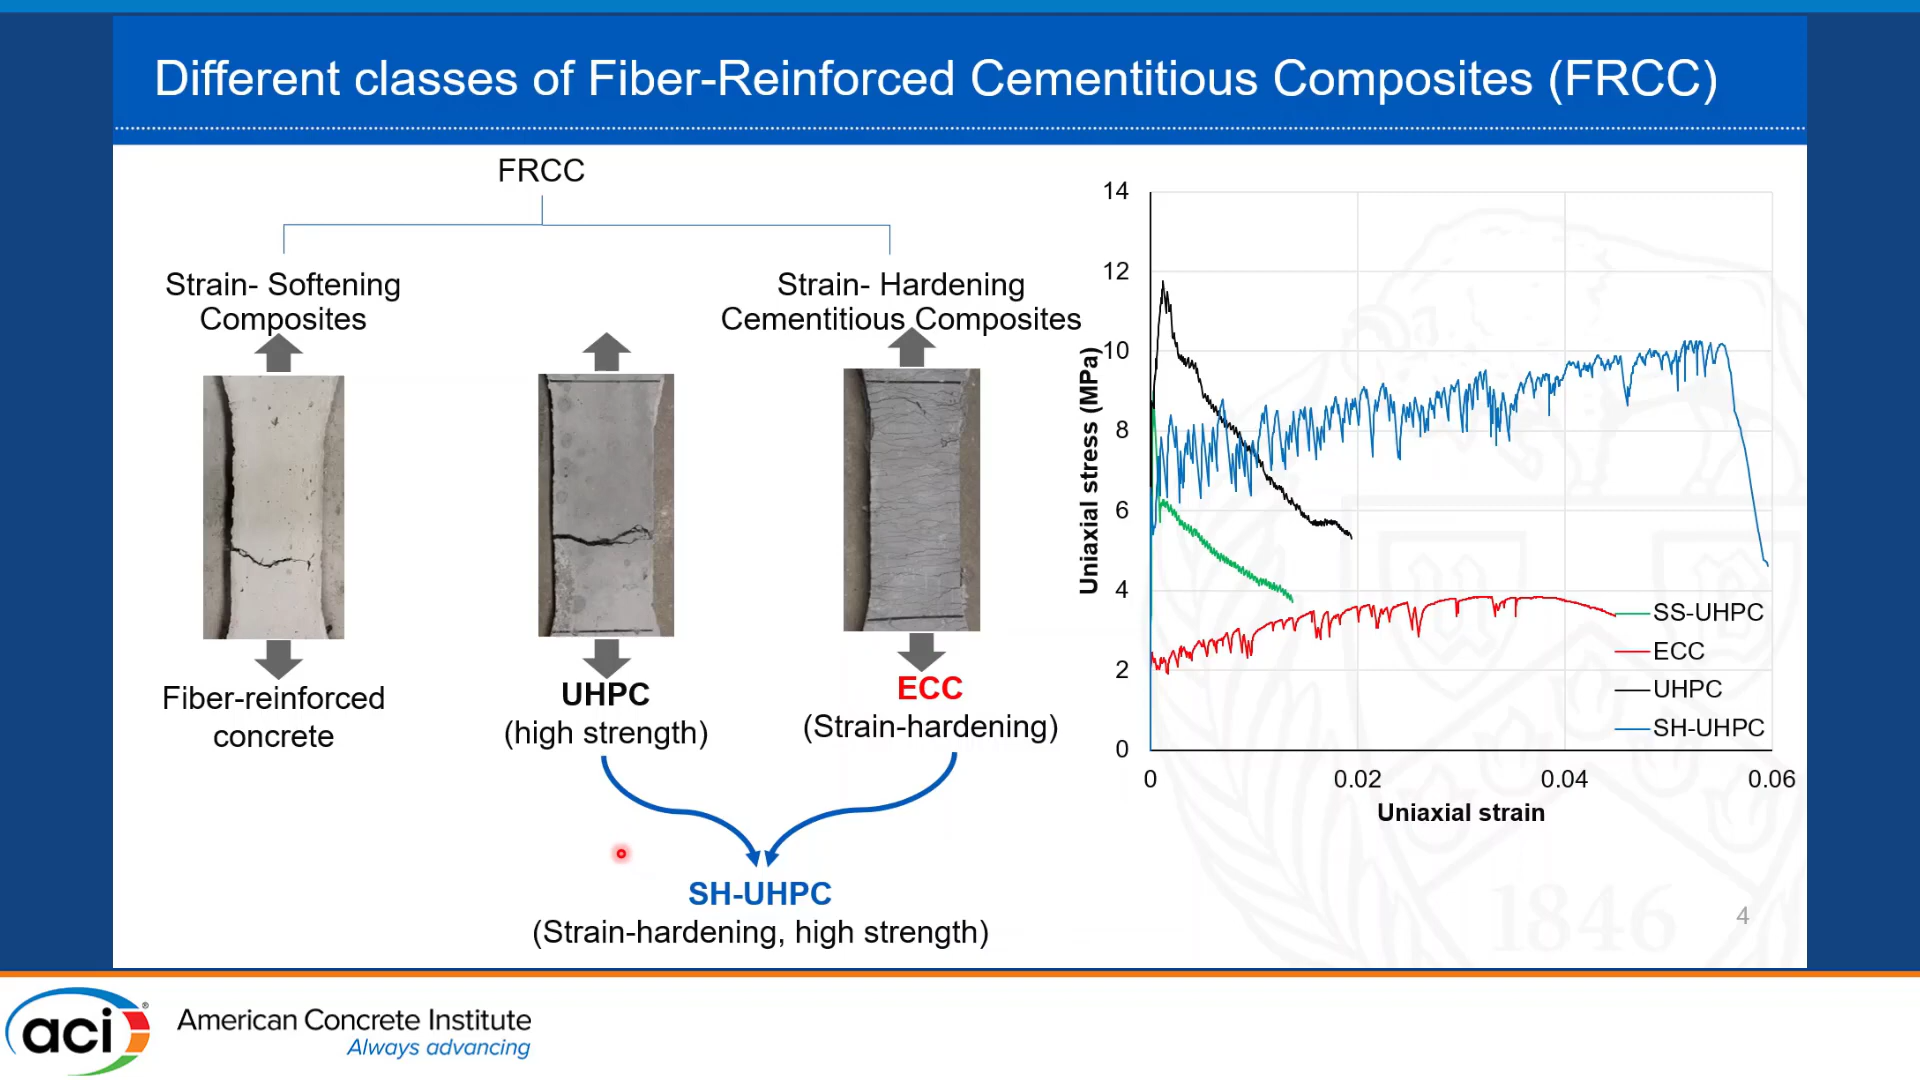 Different classes of Fiber-Reinforced Cementitious Composites (FRCC)
FRCC
Strain- Softening
Composites
Strain- Hardening
Cementitious Composites
Fiber-reinforced
concrete
UHPC
(high strength)
ECC
(Strain-hardening)
SH-UHPC
(Strain-hardening, high strength)
14
12
10
8
6
4
2
0
Uniaxial stress (MPa)
0
0.02
0.04
0.06
Uniaxial strain
SS-UHPC
ECC
UHPC
SH-UHPC
1846
4
aci®
American Concrete Institute
Always advancing